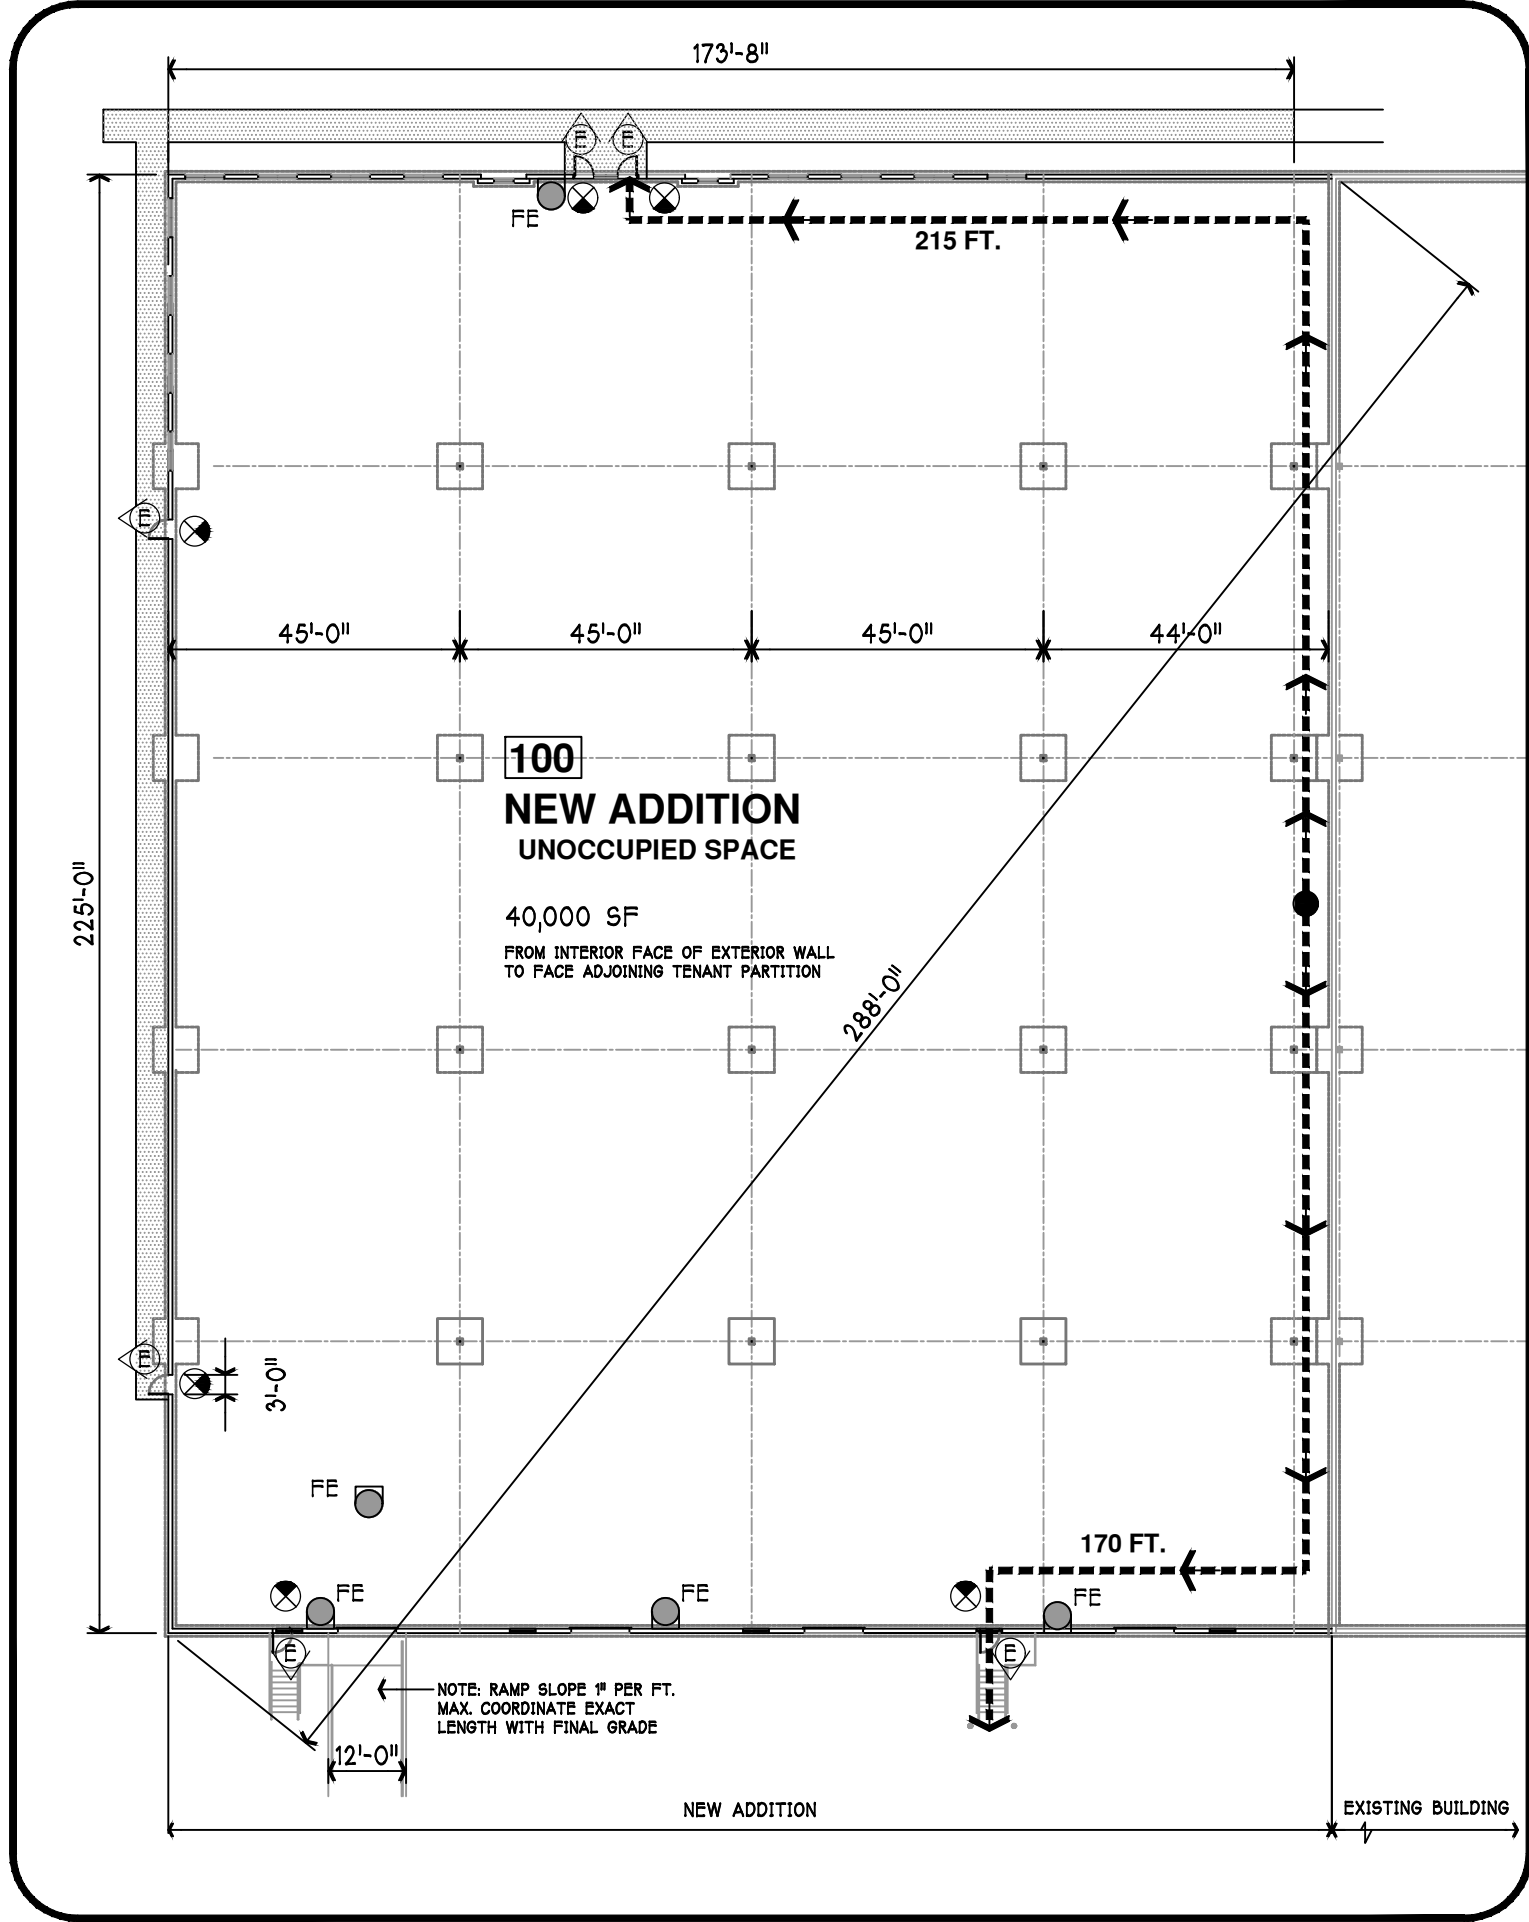 173'-8"
E E
FE
215 FT.
E
45'-0" 45'-0" 45'-0" 44'-0"
100
NEW ADDITION
UNOCCUPIED SPACE
225'-0"
40,000 SF
FROM INTERIOR FACE OF EXTERIOR WALL
TO FACE ADJOINING TENANT PARTITION
288'-0"
E
3'-0"
FE
170 FT.
FE FE FE
E E
NOTE: RAMP SLOPE 1" PER FT.
MAX. COORDINATE EXACT
LENGTH WITH FINAL GRADE
12'-0"
NEW ADDITION
EXISTING BUILDING